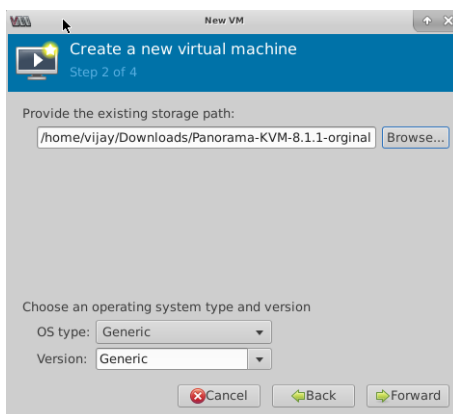 New VM
Create a new virtual machine
Step 2 of 4
Provide the existing storage path:
/home/vijay/Downloads/Panorama-KVM-8.1.1-orginal
Browse...
Choose an operating system type and version
OS type: Generic
Version: Generic
Cancel
Back
Forward